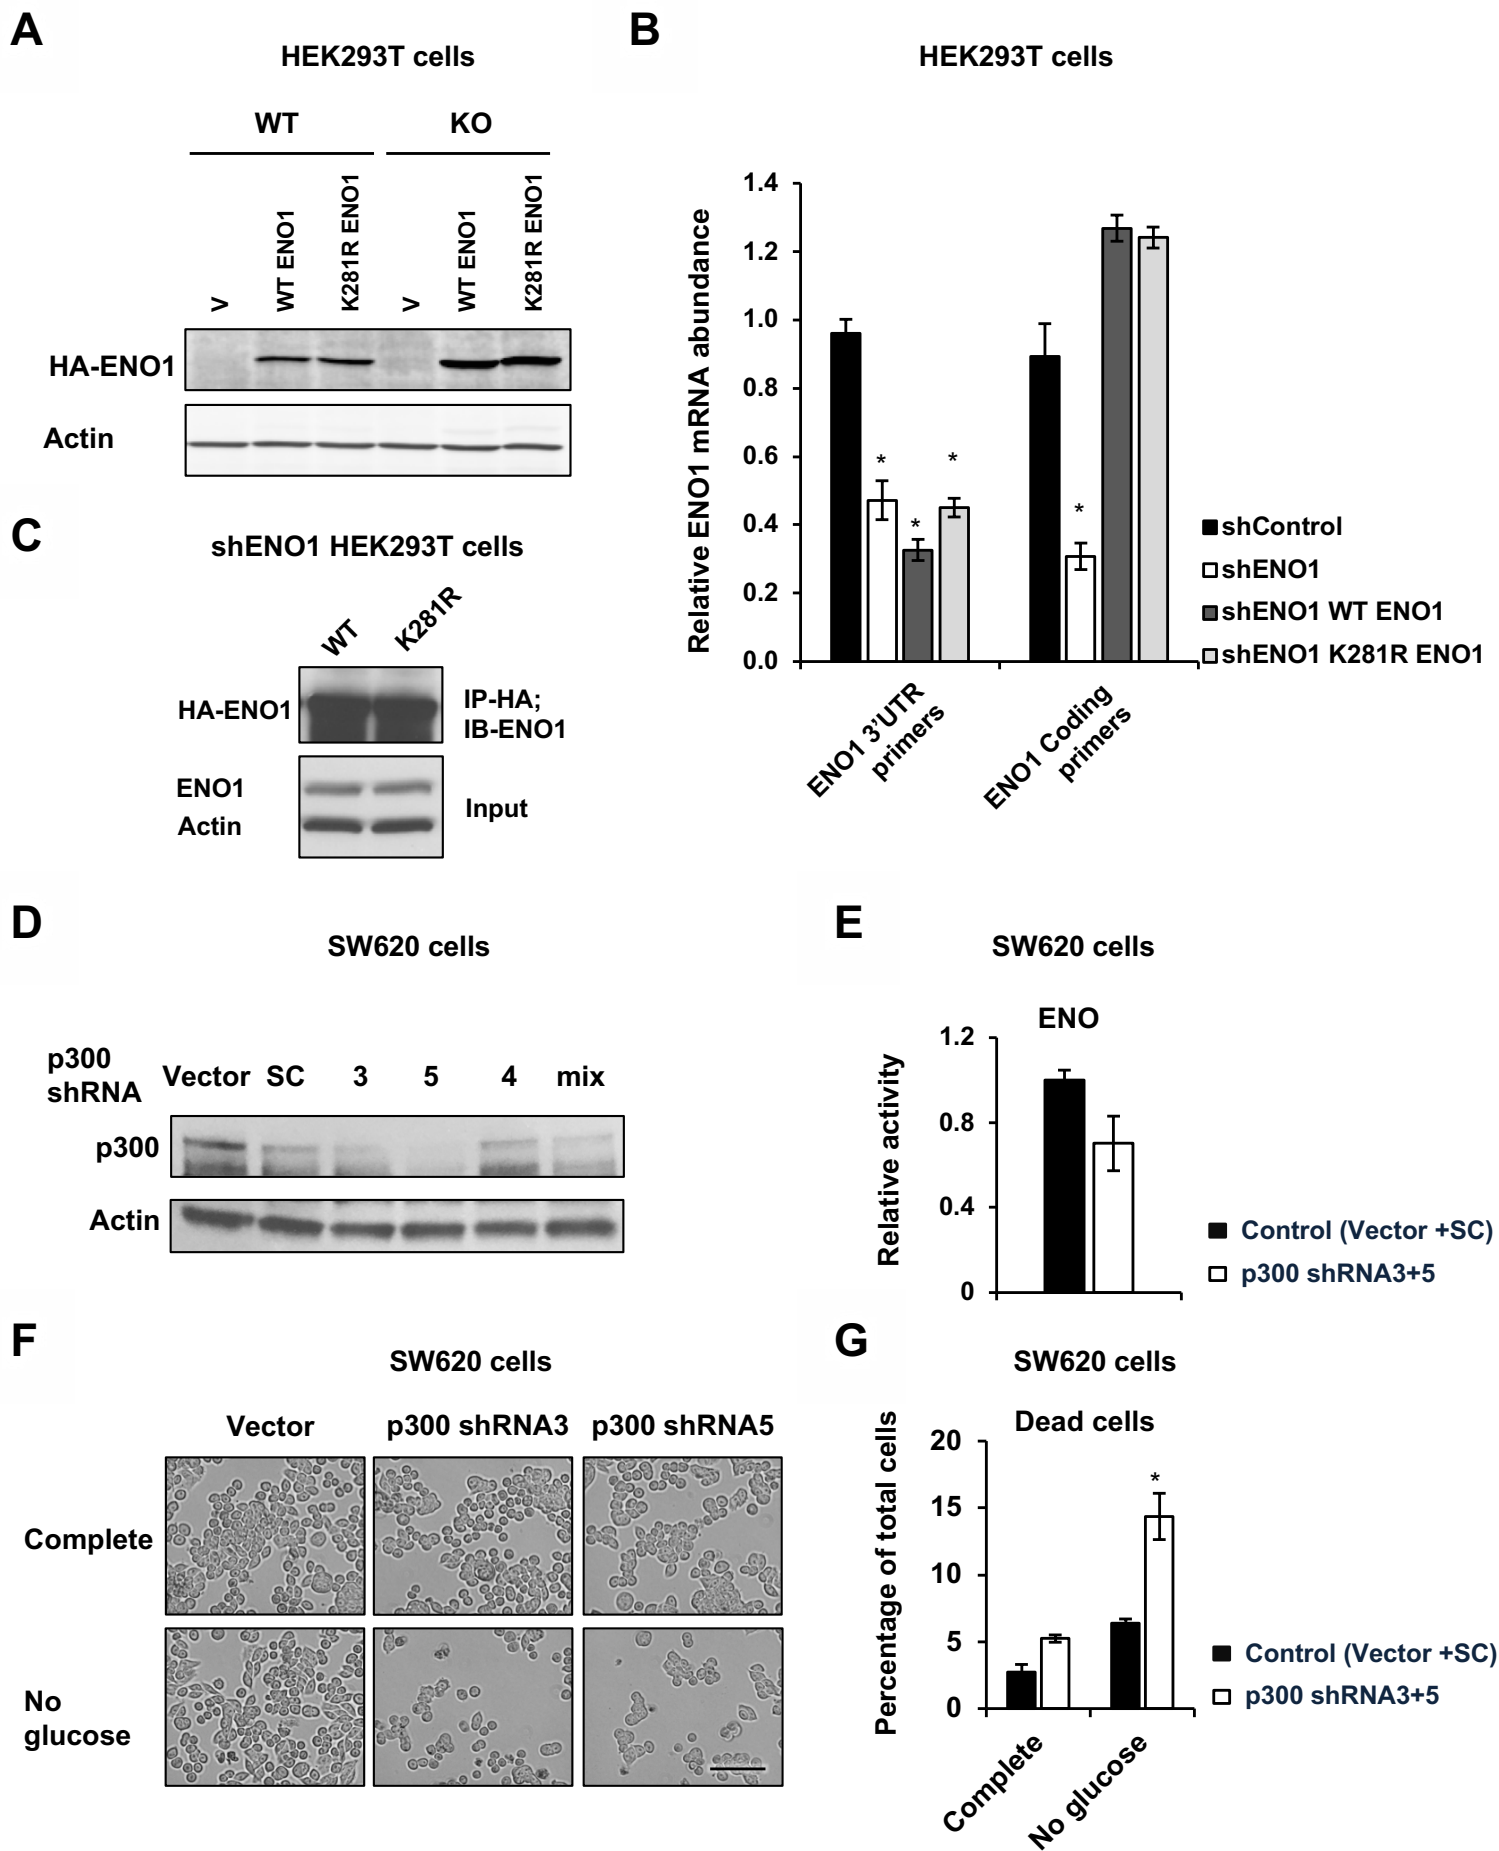 A
HEK293T cells
WT
KO
V
WT ENO1
K281R ENO1
V
WT ENO1
K281R ENO1
HA-ENO1
Actin
B
HEK293T cells
Relative ENO1 mRNA abundance
1.4
1.2
1.0
0.8
0.6
0.4
0.2
0.0
*
*
*
*
ENO1 3’UTR
primers
ENO1 Coding
primers
shControl
shENO1
shENO1 WT ENO1
shENO1 K281R ENO1
C
shENO1 HEK293T cells
WT
K281R
HA-ENO1
IP-HA;
IB-ENO1
ENO1
Actin
Input
D
SW620 cells
p300
shRNA
Vector SC 3 5 4 mix
p300
Actin
E
SW620 cells
ENO
Relative activity
1.2
0.8
0.4
0
Control (Vector +SC)
p300 shRNA3+5
F
SW620 cells
Vector
p300 shRNA3
p300 shRNA5
Complete
No
glucose
G
SW620 cells
Dead cells
Percentage of total cells
20
15
10
5
0
*
Complete
No glucose
Control (Vector +SC)
p300 shRNA3+5